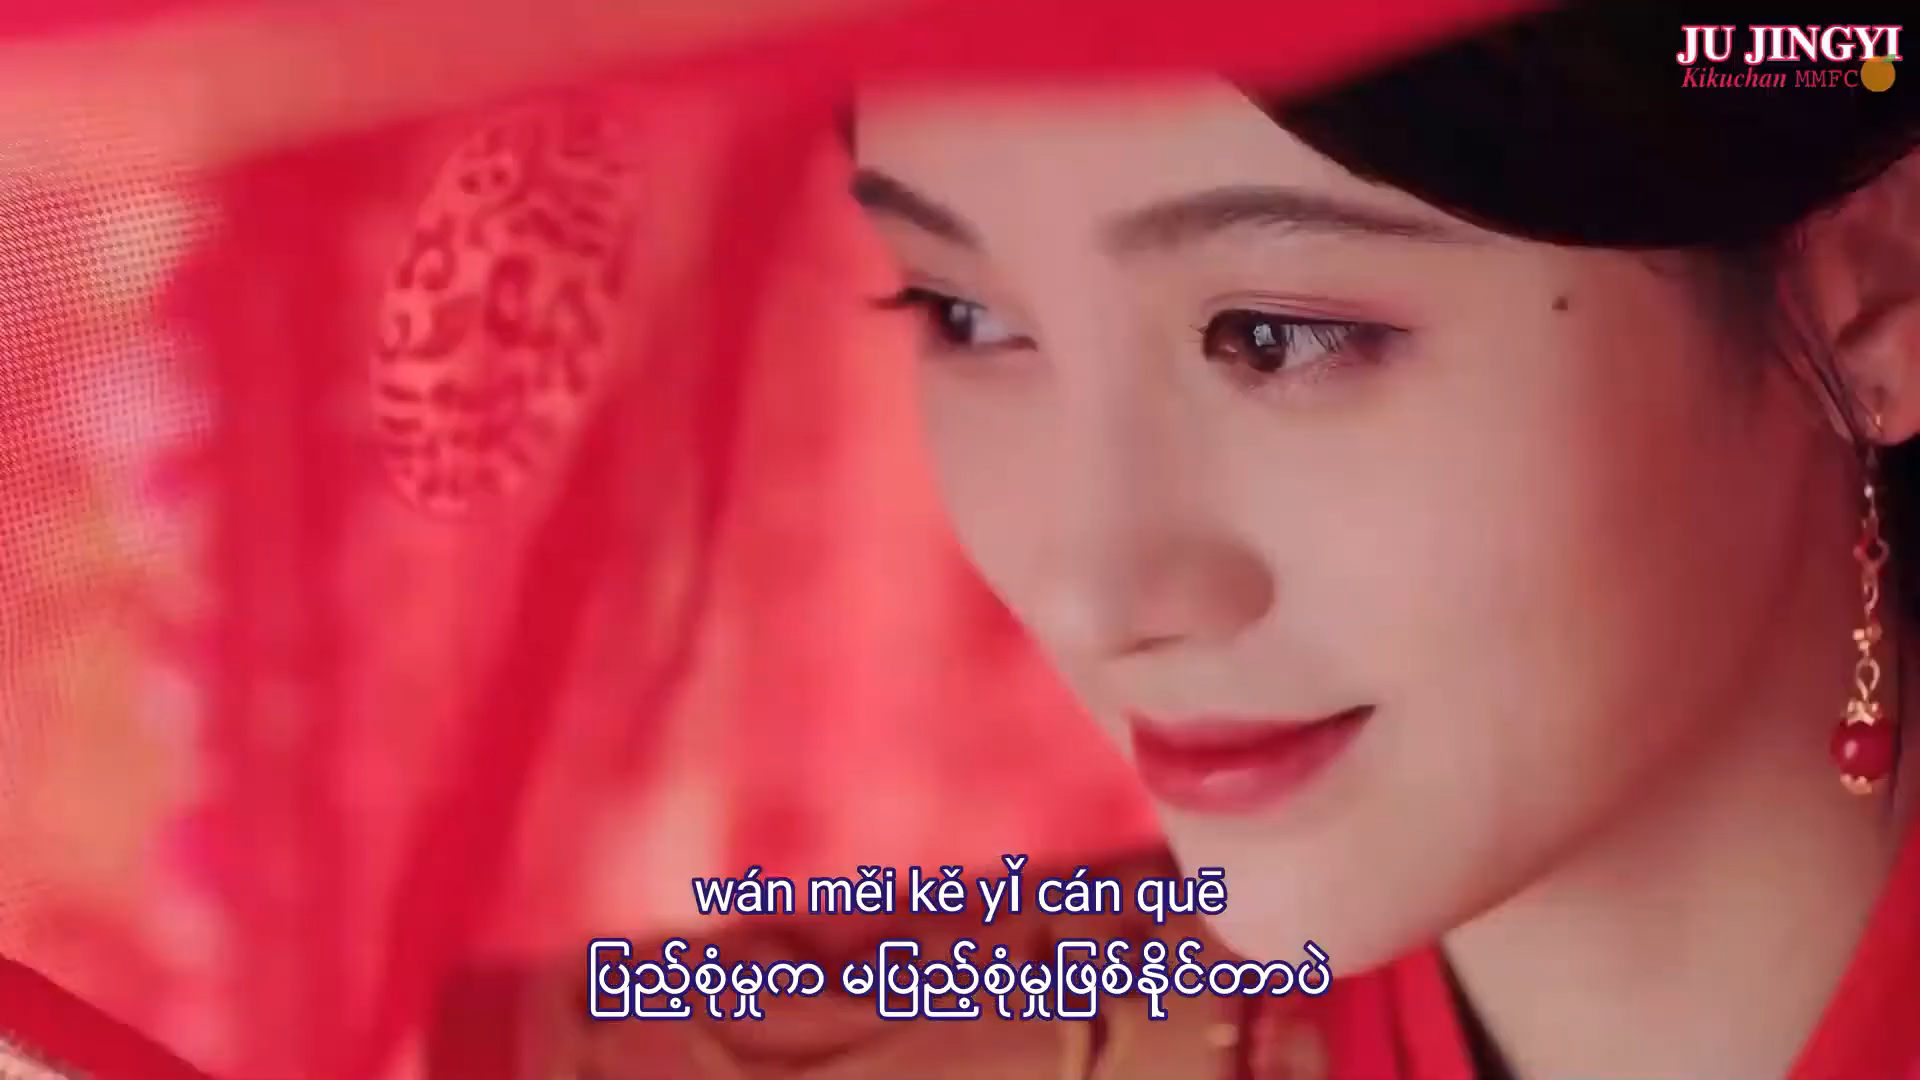 JU JINGYI
Kikuchan MMFC
wán měi kě yǐ cán quē
ပြည့်စုံမှုက မပြည့်စုံမှုဖြစ်နိုင်တာပဲ